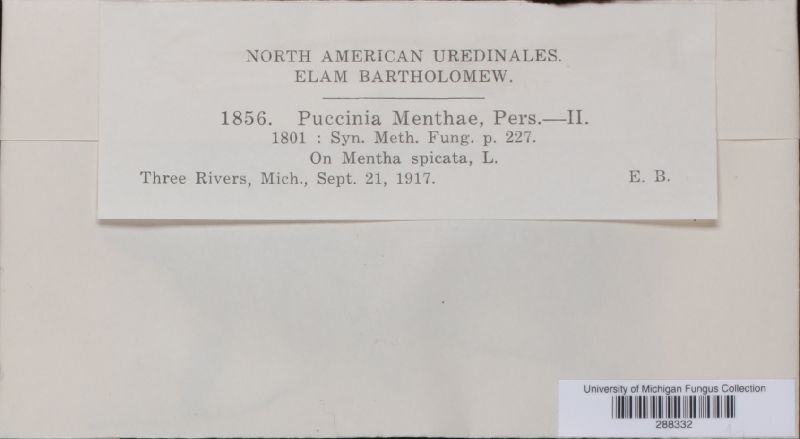 NORTH AMERICAN UREDINALES.
ELAM BARTHOLOMEW.
1856. Puccinia Menthae, Pers.—II.
1801 : Syn. Meth. Fung. p. 227.
On Mentha spicata, L.
Three Rivers, Mich., Sept. 21, 1917. E. B.
University of Michigan Fungus Collection
288332